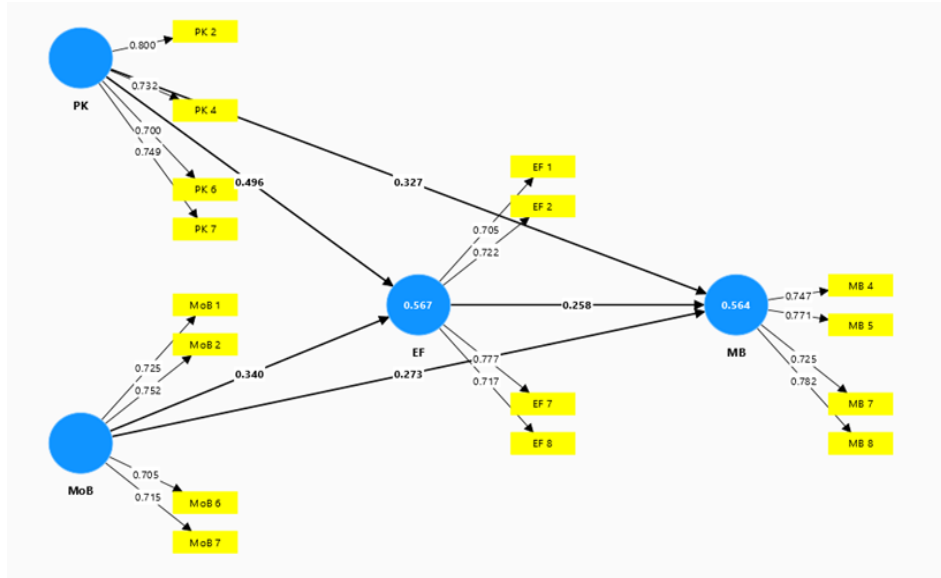 PK 2
0.800
PK
0.732
PK 4
0.700
0.749
PK 6
PK 7
0.496
0.327
EF 1
EF 2
0.705
0.722
MoB 1
MoB 2
0.725
0.752
0.567
EF
0.258
0.564
MB
0.747
MB 4
0.771
MB 5
0.725
0.782
MB 7
MB 8
0.340
0.273
0.777
0.717
EF 7
EF 8
MoB
0.705
0.715
MoB 6
MoB 7